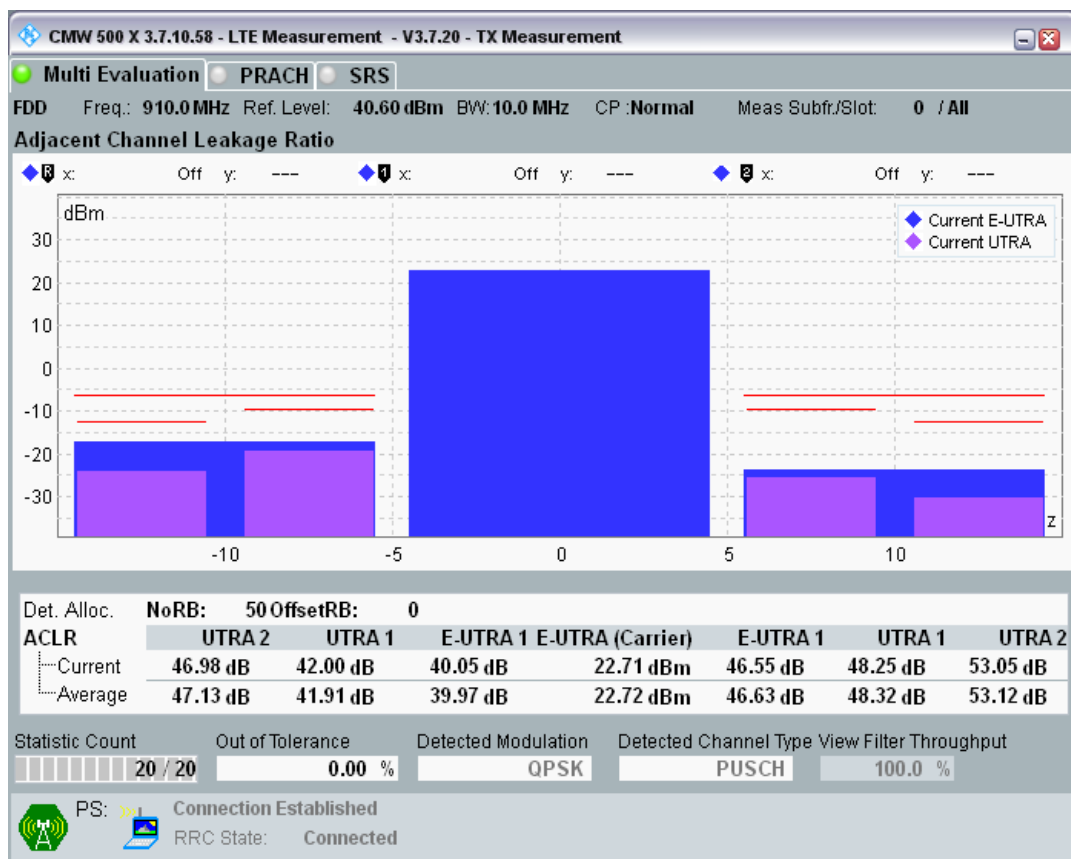 CMW 500 X 3.7.10.58 - LTE Measurement - V3.7.20 - TX Measurement
Multi Evaluation PRACH SRS
FDD Freq.: 910.0 MHz Ref. Level: 40.60 dBm BW: 10.0 MHz CP :Normal Meas Subfr./Slot: 0 / All
Adjacent Channel Leakage Ratio
R x: Off y: --- 1 x: Off y: --- 2 x: Off y: ---
dBm
Current E-UTRA
Current UTRA
30
20
10
0
-10
-20
-30
z
-10 -5 0 5 10
Det. Alloc. NoRB: 50 OffsetRB: 0
ACLR UTRA 2 UTRA 1 E-UTRA 1 E-UTRA (Carrier) E-UTRA 1 UTRA 1 UTRA 2
Current 46.98 dB 42.00 dB 40.05 dB 22.71 dBm 46.55 dB 48.25 dB 53.05 dB
Average 47.13 dB 41.91 dB 39.97 dB 22.72 dBm 46.63 dB 48.32 dB 53.12 dB
Statistic Count Out of Tolerance Detected Modulation Detected Channel Type View Filter Throughput
20 / 20 0.00 % QPSK PUSCH 100.0 %
PS: Connection Established
RRC State: Connected